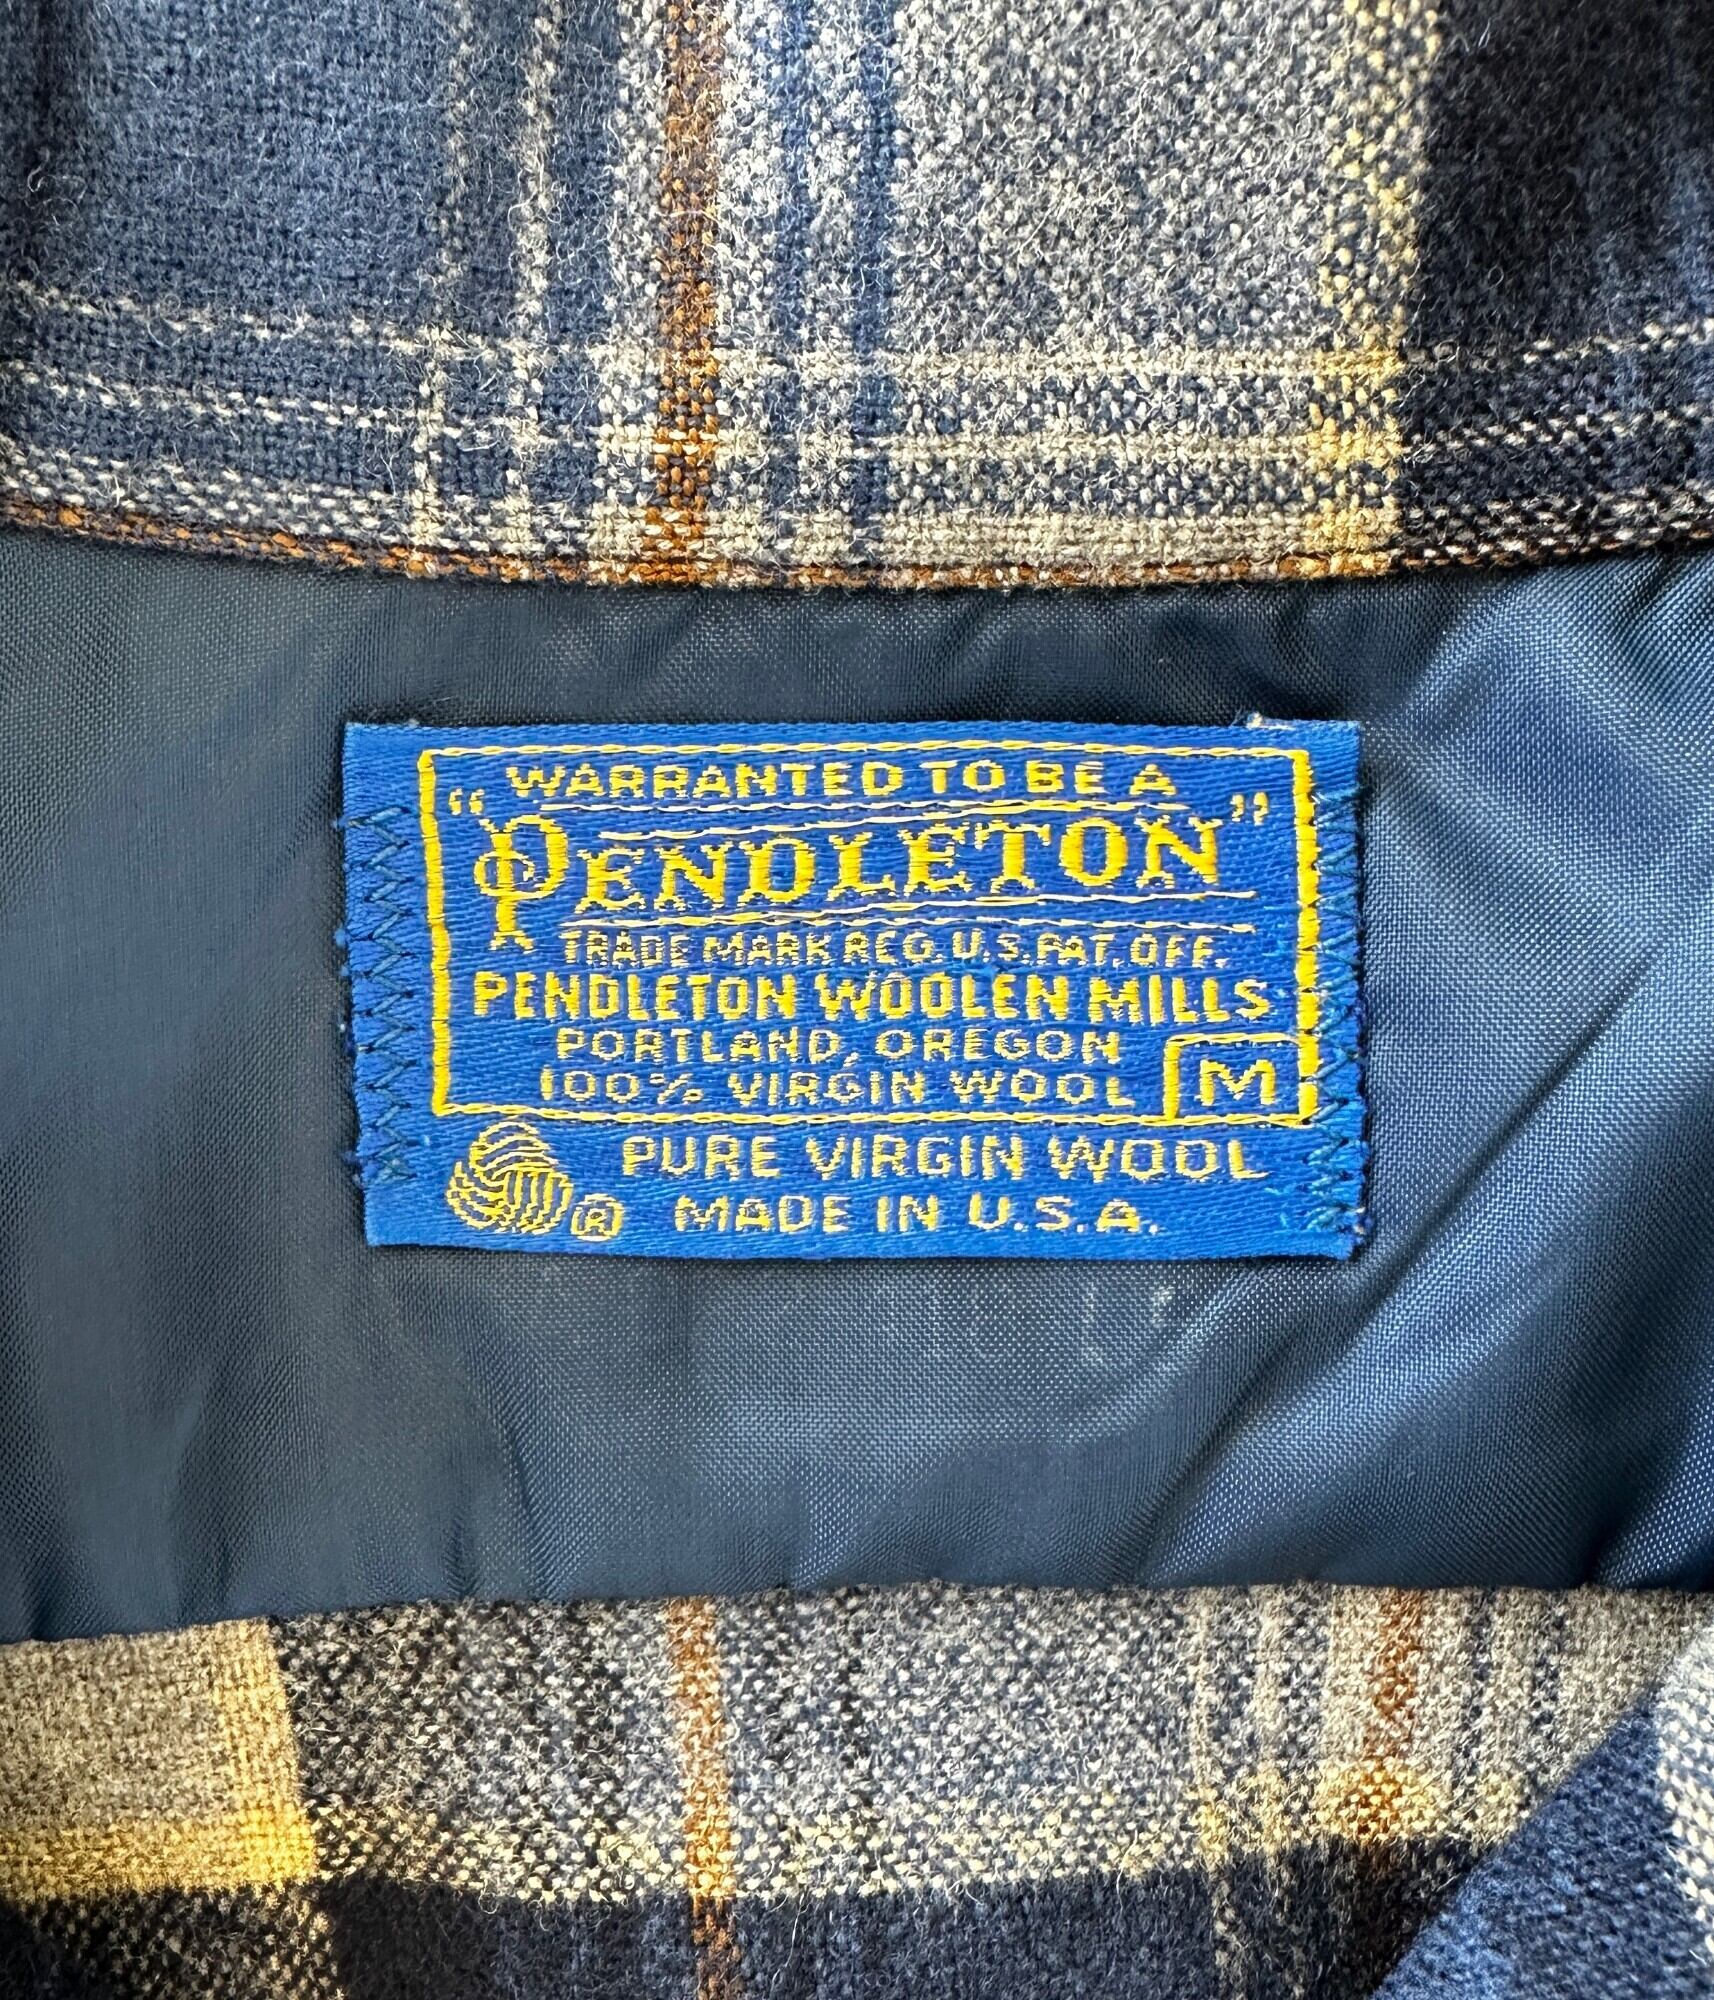 WARRANTED TO BE A
"PENDLETON"
TRADE MARK REG. U.S. PAT. OFF.
PENDLETON WOOLEN MILLS
PORTLAND, OREGON
100% VIRGIN WOOL M
PURE VIRGIN WOOL
® MADE IN U.S.A.